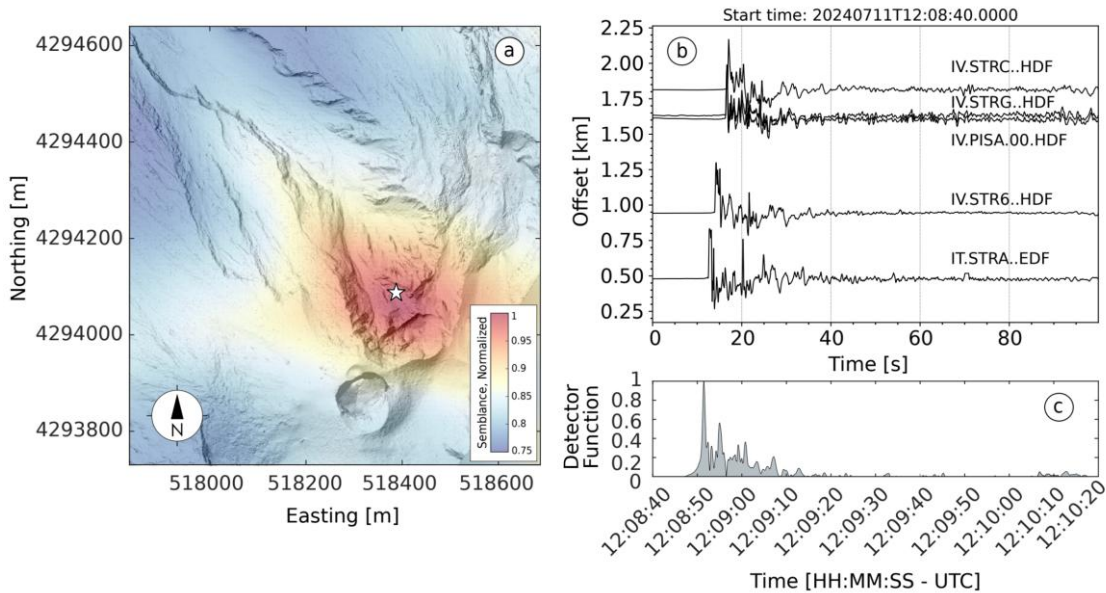 a
4294600
4294400
4294200
4294000
4293800
Northing [m]
518000
518200
518400
518600
Easting [m]
N
Semblance, Normalized
1
0.95
0.9
0.85
0.8
0.75
Start time: 20240711T12:08:40.0000
b
2.25
2.00
1.75
1.50
1.25
1.00
0.75
0.50
0.25
Offset [km]
IV.STRC..HDF
IV.STRG..HDF
IV.PISA.00.HDF
IV.STR6..HDF
IT.STRA..EDF
0
20
40
60
80
Time [s]
c
1
0.8
0.6
0.4
0.2
0
Detector
Function
12:08:40
12:08:50
12:09:00
12:09:10
12:09:20
12:09:30
12:09:40
12:09:50
12:10:00
12:10:10
12:10:20
Time [HH:MM:SS - UTC]